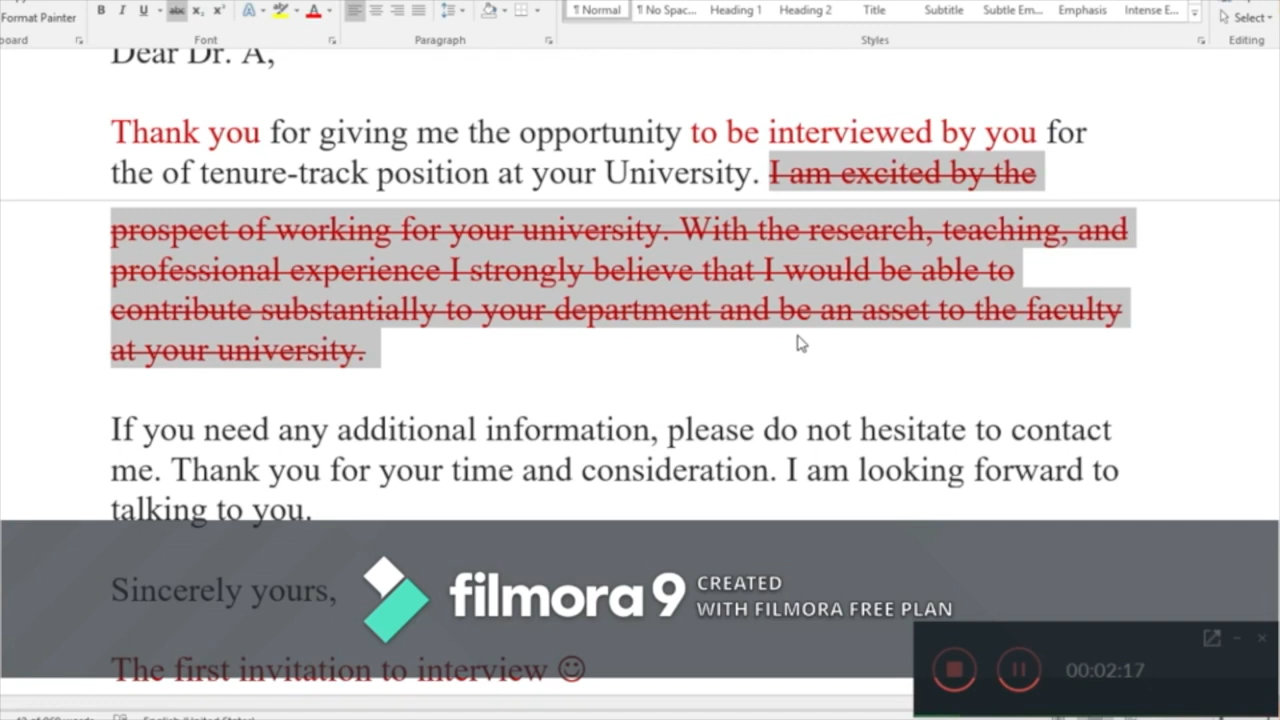 Format Painter
B I U abc x₂ x² A aby A
¶ Normal ¶ No Spac... Heading 1 Heading 2 Title Subtitle Subtle Em... Emphasis Intense E...
Select
board Font Paragraph Styles Editing
Dear Dr. A,
Thank you for giving me the opportunity to be interviewed by you for
the of tenure-track position at your University. I am excited by the
prospect of working for your university. With the research, teaching, and
professional experience I strongly believe that I would be able to
contribute substantially to your department and be an asset to the faculty
at your university.
If you need any additional information, please do not hesitate to contact
me. Thank you for your time and consideration. I am looking forward to
talking to you.
Sincerely yours,
filmora9 CREATED
WITH FILMORA FREE PLAN
The first invitation to interview ☺
00:02:17
English (United States)